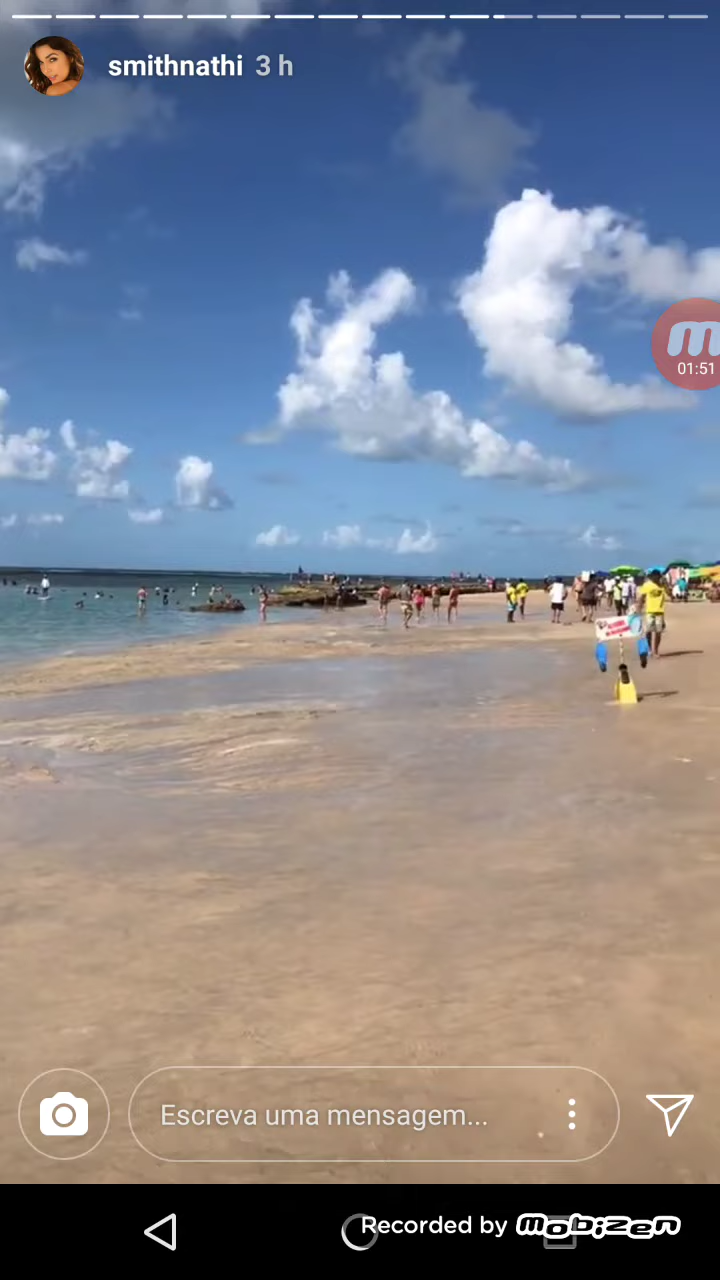 smithnathi 3 h
m
01:51
Escreva uma mensagem...
Recorded by mobizen